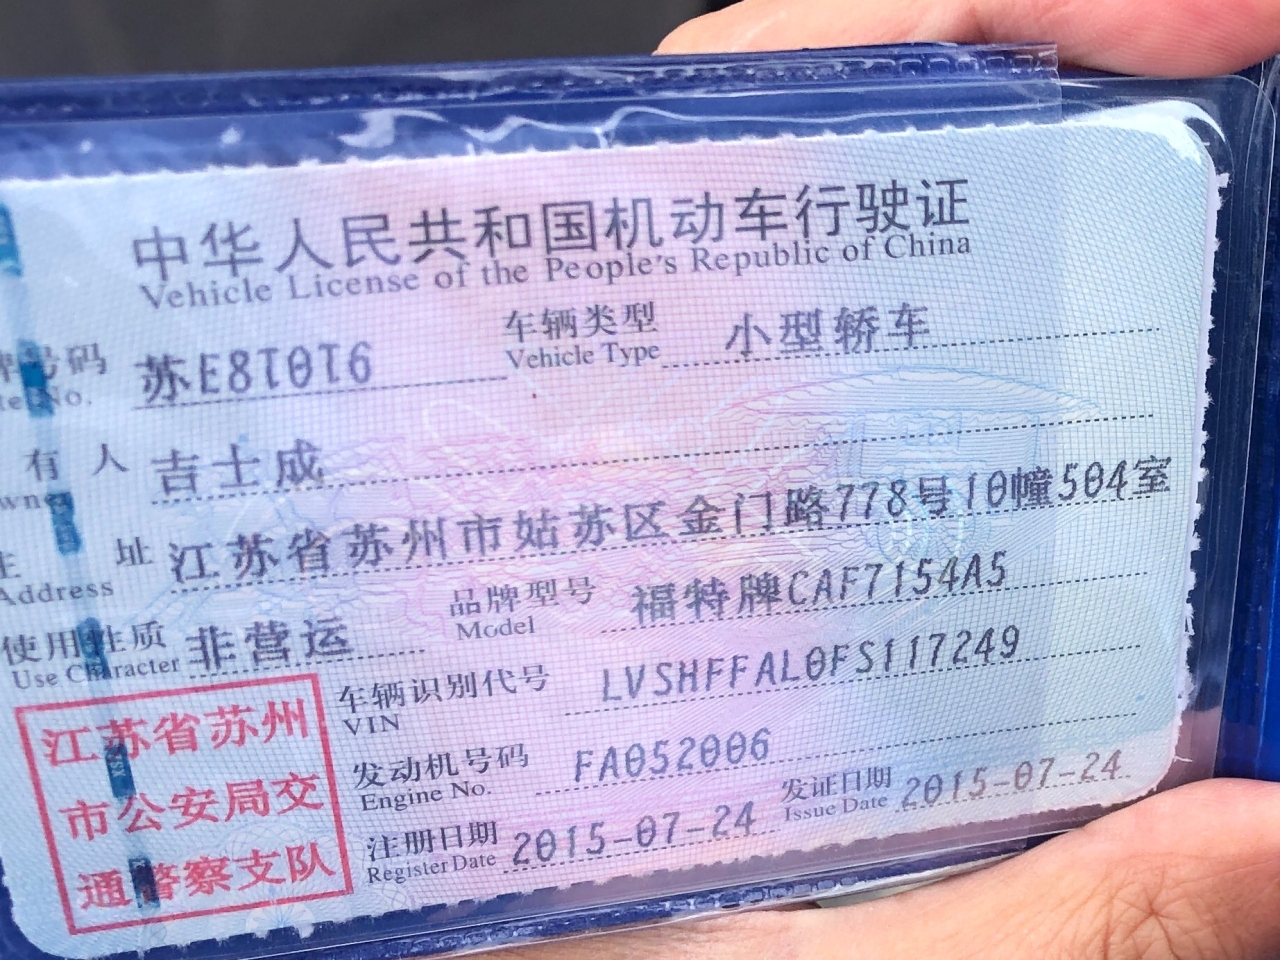 中华人民共和国机动车行驶证
Vehicle License of the People's Republic of China
号码 苏E8T0T6 车辆类型 小型轿车
No. Vehicle Type
有人 吉士成
址 江苏省苏州市姑苏区金门路778号10幢504室
Address
使用性质 非营运 品牌型号 福特牌CAF7154A5
Use Character Model
车辆识别代号 LVSHFFAL0FS117249
VIN
发动机号码 FA052006
Engine No.
注册日期 2015-07-24 发证日期 2015-07-24
Register Date Issue Date
江苏省苏州
市公安局交
通警察支队